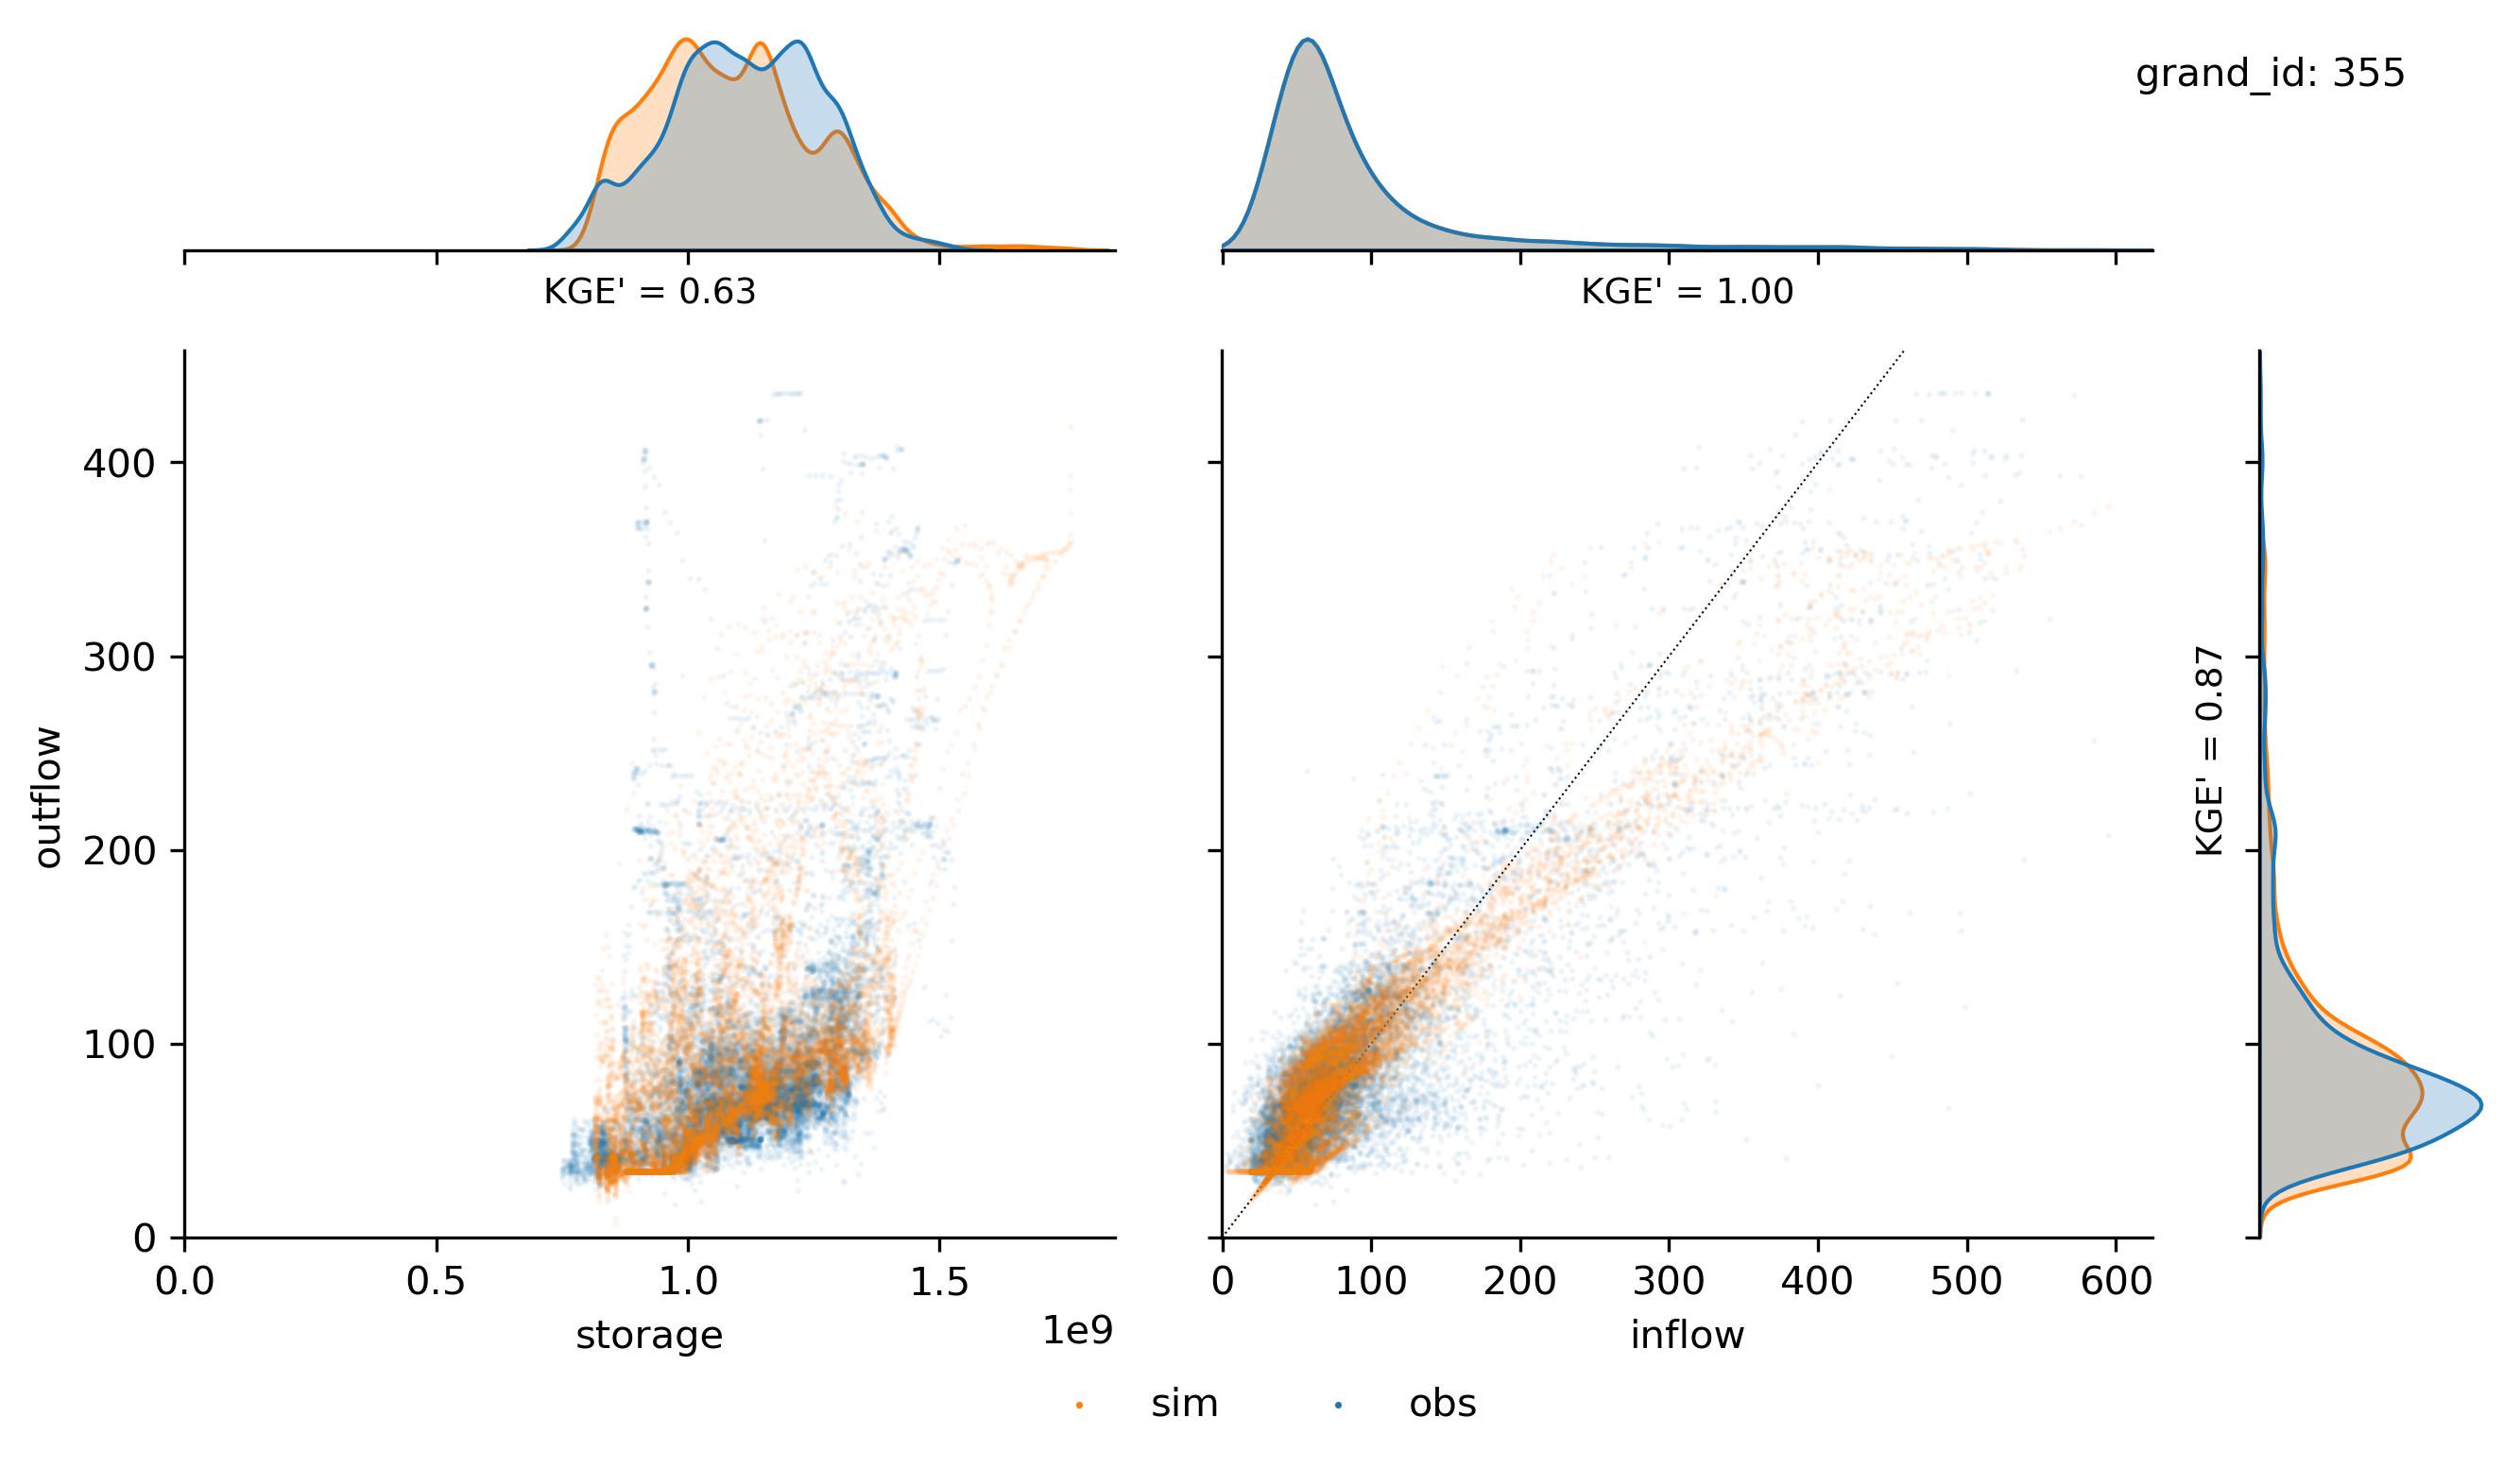 grand_id: 355
KGE' = 0.63
KGE' = 1.00
outflow
400
300
200
100
0
KGE' = 0.87
0.0 0.5 1.0 1.5
1e9
storage
0 100 200 300 400 500 600
inflow
sim obs